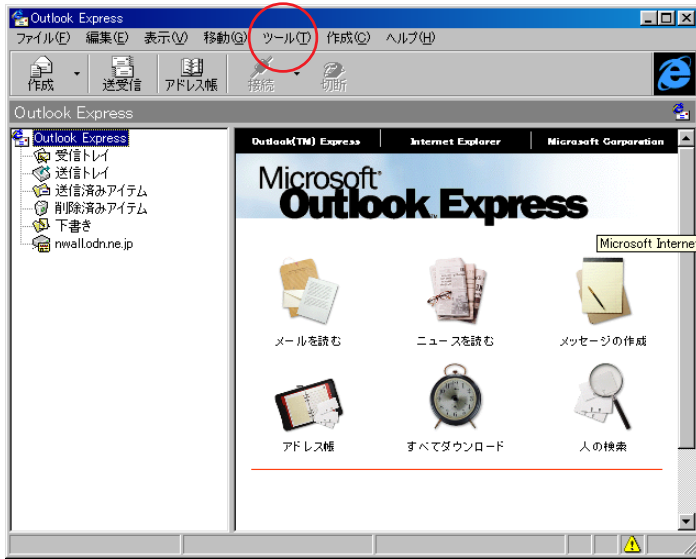 Outlook Express
ファイル(F) 編集(E) 表示(V) 移動(G) ツール(T) 作成(C) ヘルプ(H)
作成 送受信 アドレス帳 接続 切断
Outlook Express
Outlook Express
受信トレイ
送信トレイ
送信済みアイテム
削除済みアイテム
下書き
nwall.odn.ne.jp
Outlook(TM) Express Internet Explorer Microsoft Corporation
Microsoft
Outlook Express
Microsoft Interne
メールを読む ニュースを読む メッセージの作成
アドレス帳 すべてダウンロード 人の検索